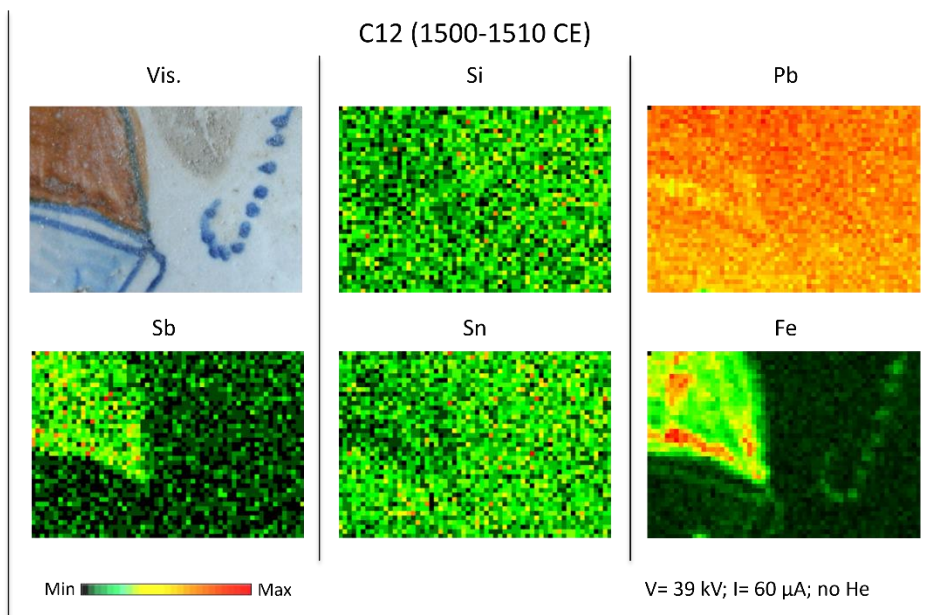 C12 (1500-1510 CE)
Vis.
Si
Pb
Sb
Sn
Fe
Min
Max
V= 39 kV; I= 60 µA; no He